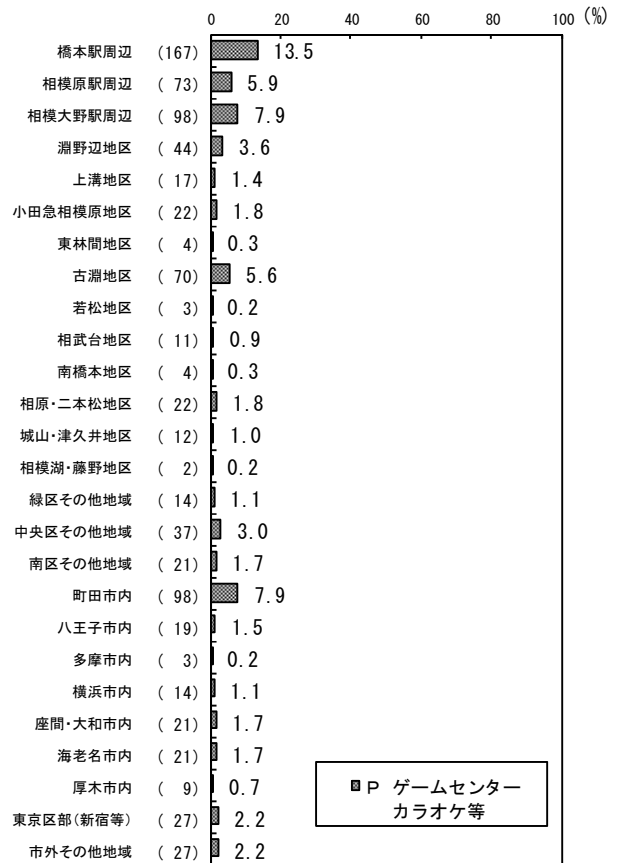 0 20 40 60 80 100 (%)
橋本駅周辺 (167) 13.5
相模原駅周辺 ( 73) 5.9
相模大野駅周辺 ( 98) 7.9
淵野辺地区 ( 44) 3.6
上溝地区 ( 17) 1.4
小田急相模原地区 ( 22) 1.8
東林間地区 ( 4) 0.3
古淵地区 ( 70) 5.6
若松地区 ( 3) 0.2
相武台地区 ( 11) 0.9
南橋本地区 ( 4) 0.3
相原・二本松地区 ( 22) 1.8
城山・津久井地区 ( 12) 1.0
相模湖・藤野地区 ( 2) 0.2
緑区その他地域 ( 14) 1.1
中央区その他地域 ( 37) 3.0
南区その他地域 ( 21) 1.7
町田市内 ( 98) 7.9
八王子市内 ( 19) 1.5
多摩市内 ( 3) 0.2
横浜市内 ( 14) 1.1
座間・大和市内 ( 21) 1.7
海老名市内 ( 21) 1.7
厚木市内 ( 9) 0.7
東京区部(新宿等) ( 27) 2.2
市外その他地域 ( 27) 2.2
P ゲームセンター
カラオケ等